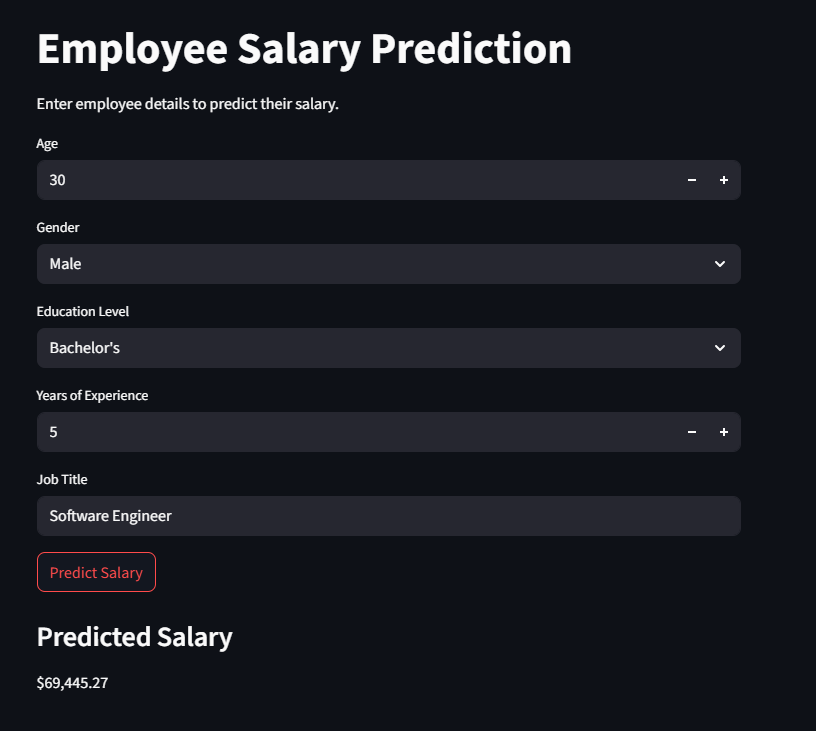 Employee Salary Prediction
Enter employee details to predict their salary.
Age
30
Gender
Male
Education Level
Bachelor's
Years of Experience
5
Job Title
Software Engineer
Predict Salary
Predicted Salary
$69,445.27